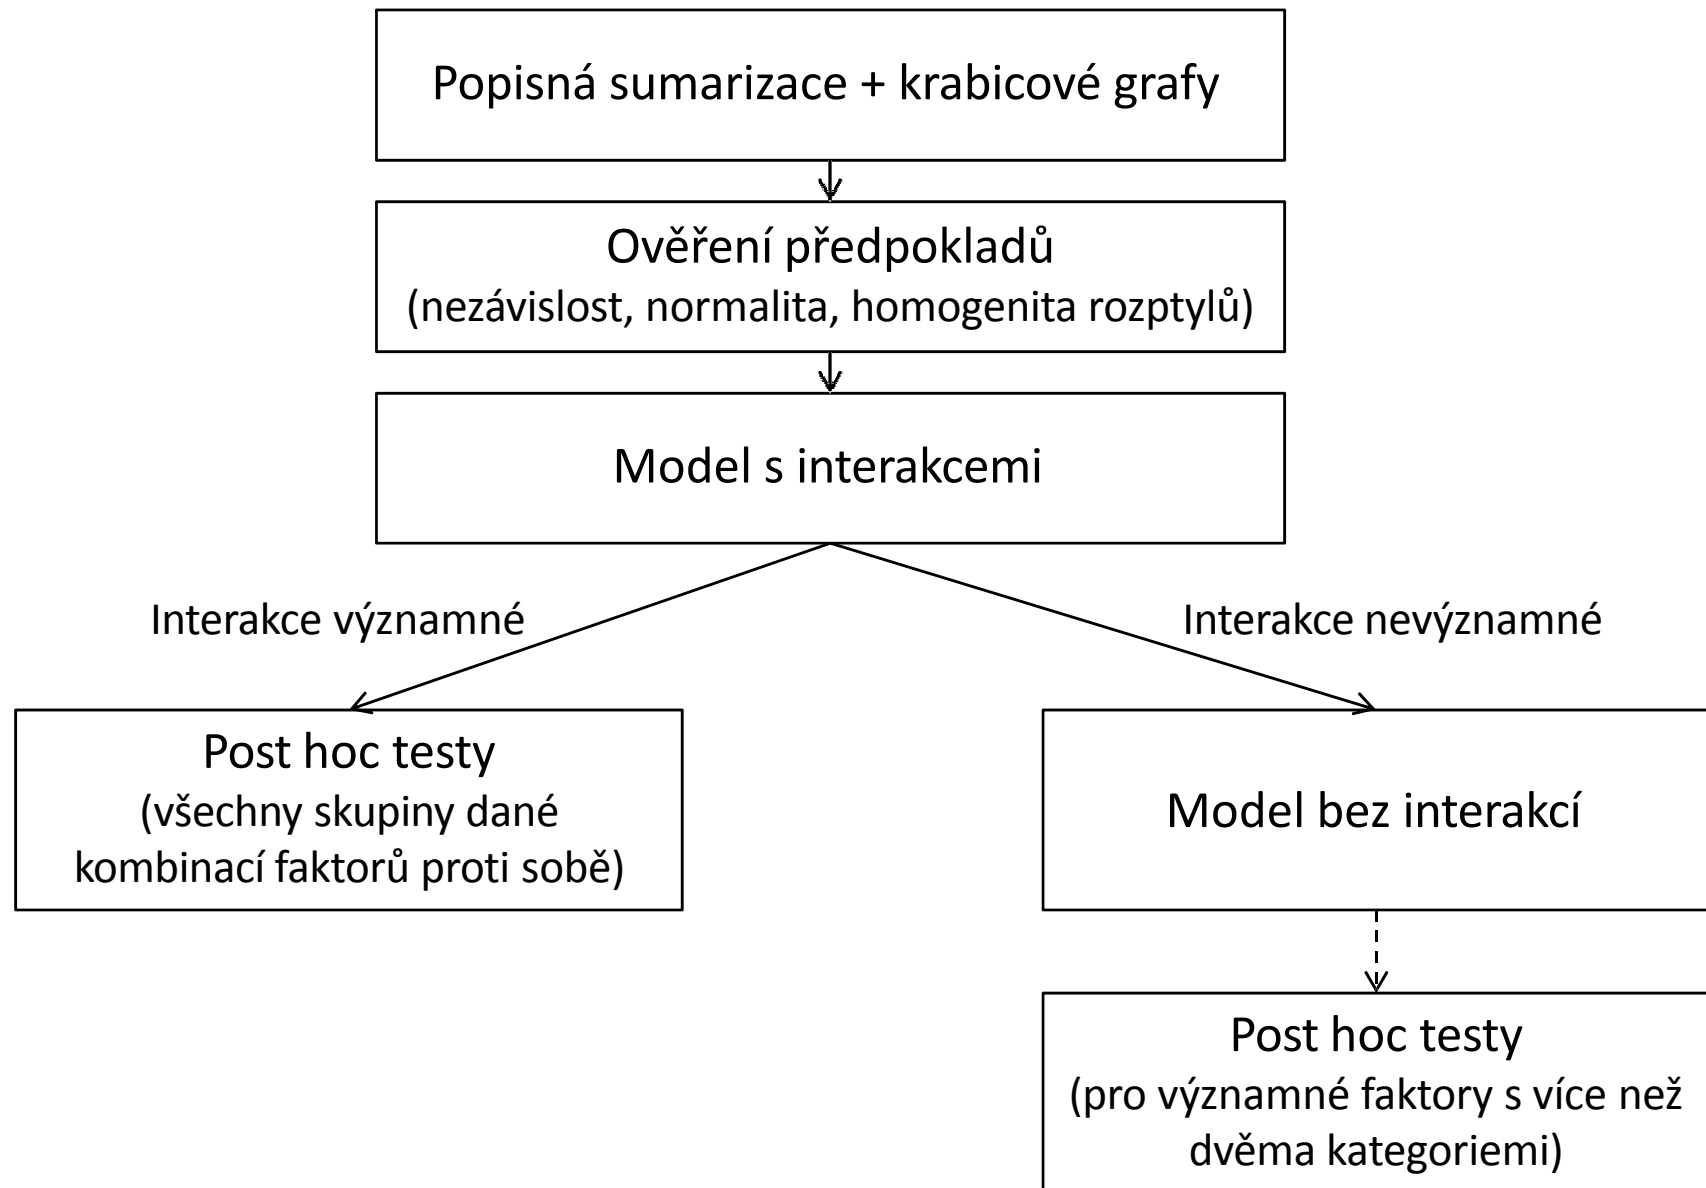 Popisná sumarizace + krabicové grafy
Ověření předpokladů
(nezávislost, normalita, homogenita rozptylů)
Model s interakcemi
Interakce významné
Interakce nevýznamné
Post hoc testy
(všechny skupiny dané
kombinací faktorů proti sobě)
Model bez interakcí
Post hoc testy
(pro významné faktory s více než
dvěma kategoriemi)